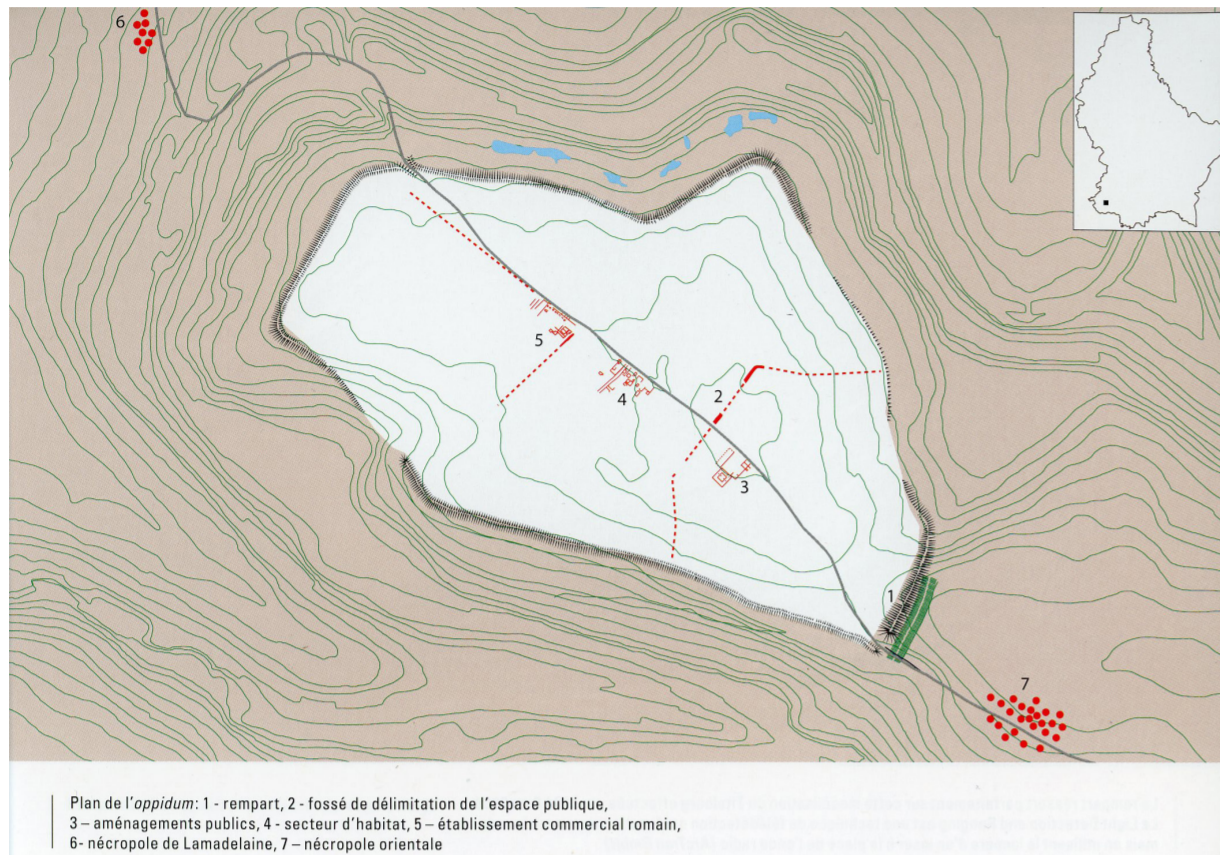 6
5
4
2
3
1
7
Plan de l'oppidum: 1 - rempart, 2 - fossé de délimitation de l'espace publique,
3 – aménagements publics, 4 - secteur d'habitat, 5 – établissement commercial romain,
6- nécropole de Lamadelaine, 7 – nécropole orientale